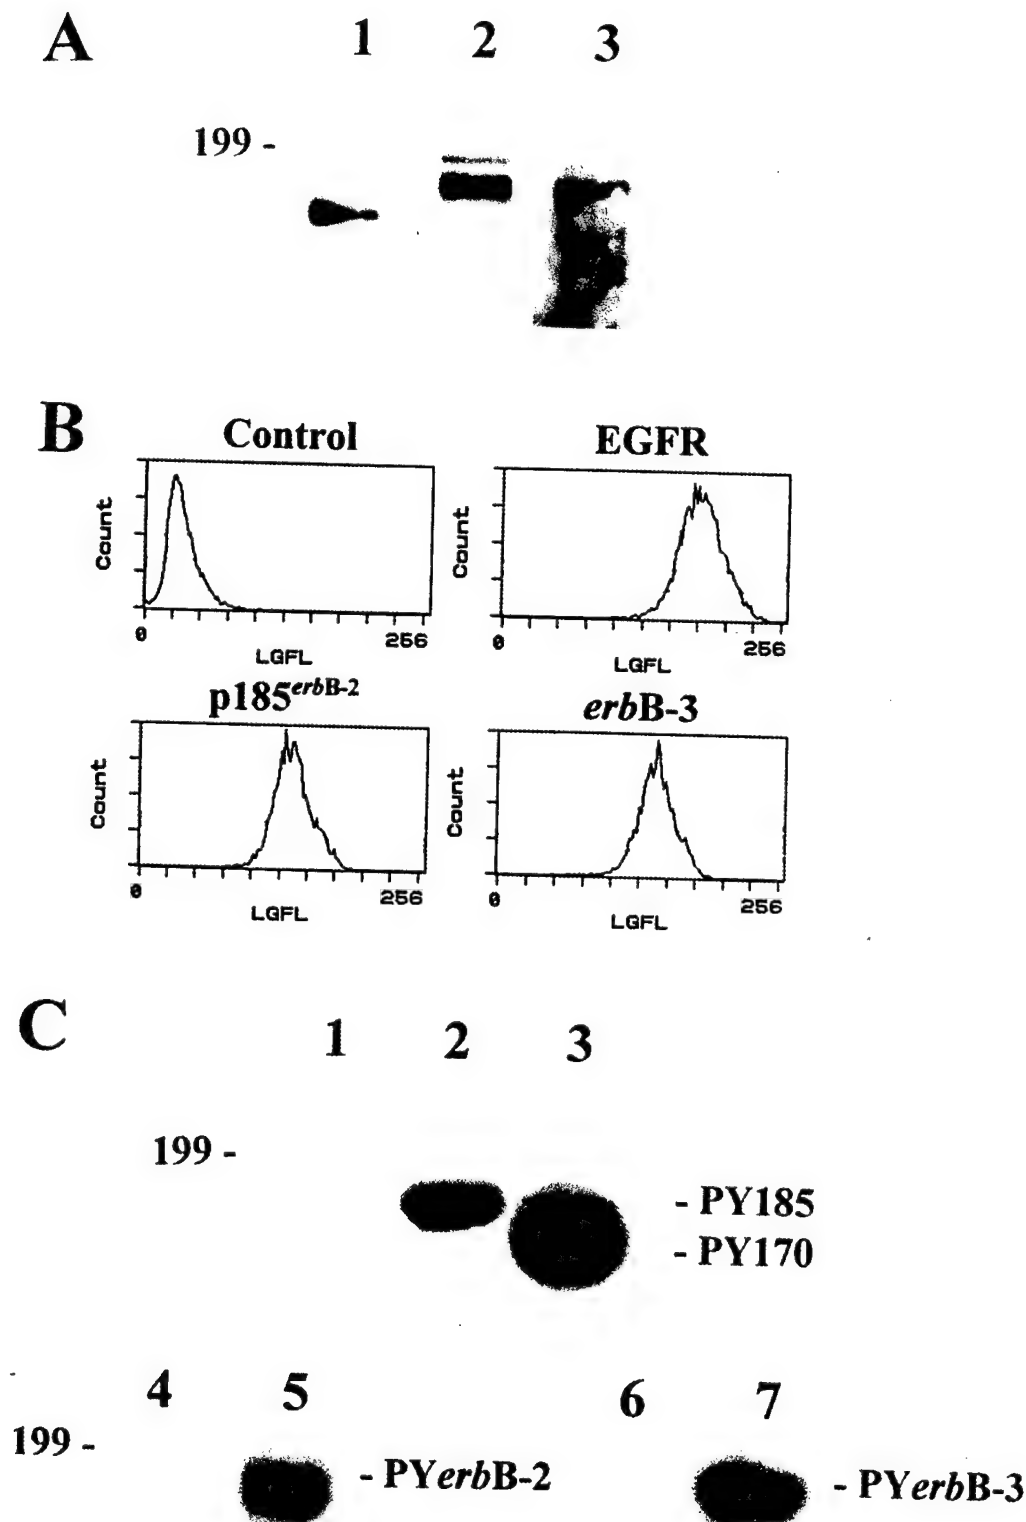 A 1 2 3
199 -
B
Control EGFR
Count Count
0 256 0 256
LGFL LGFL
p185erbB-2 erbB-3
Count Count
0 256 0 256
LGFL LGFL
C 1 2 3
199 -
- PY185
- PY170
4 5 6 7
199 -
- PYerbB-2 - PYerbB-3